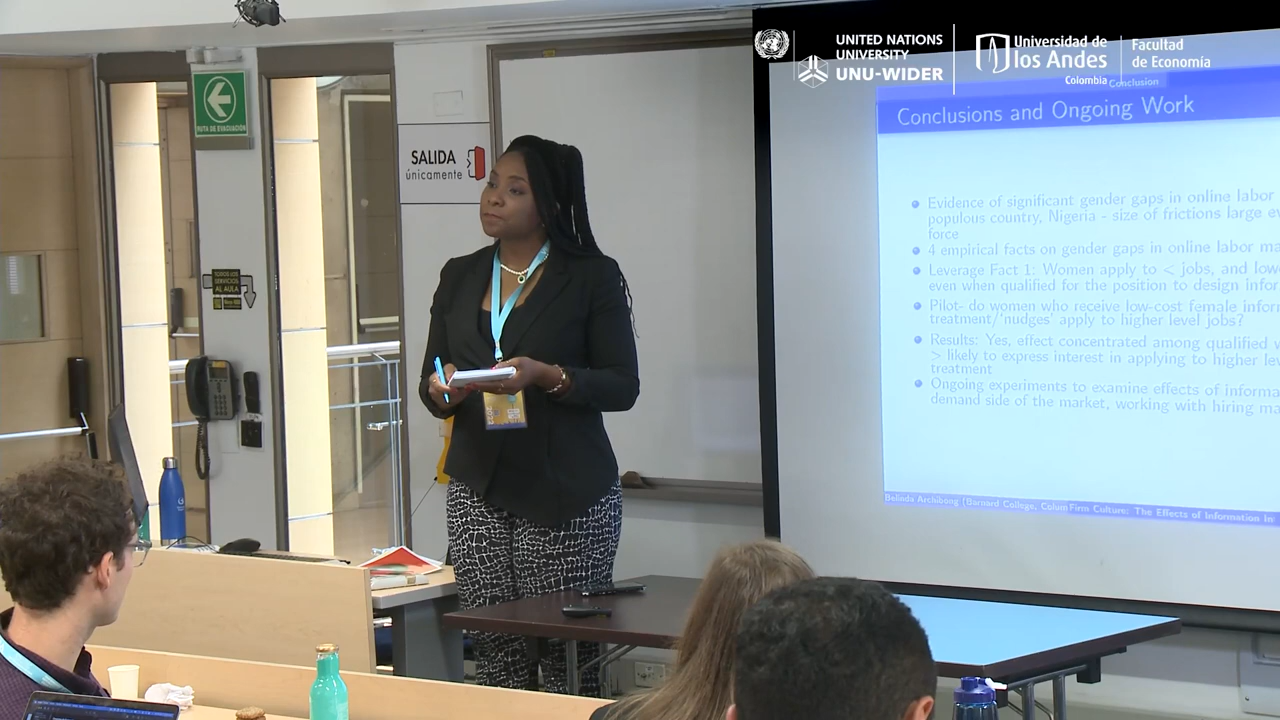 UNITED NATIONS
UNIVERSITY
UNU-WIDER
Universidad de
los Andes
Colombia
Facultad
de Economía
RUTA DE EVACUACIÓN
SALIDA
únicamente
TODOS LOS
SERVICIOS
AL AULA
Conclusion
Conclusions and Ongoing Work
Evidence of significant gender gaps in online labor
populous country, Nigeria - size of frictions large
force
4 empirical facts on gender gaps in online labor
Leverage Fact 1: Women apply to < jobs, and
even when qualified for the position to design
Pilot- do women who receive low-cost female
treatment/'nudges' apply to higher level jobs?
Results: Yes, effect concentrated among qualified
> likely to express interest in applying to higher
treatment
Ongoing experiments to examine effects of
demand side of the market, working with hiring
Belinda Archibong (Barnard College, Colum Firm Culture: The Effects of Information